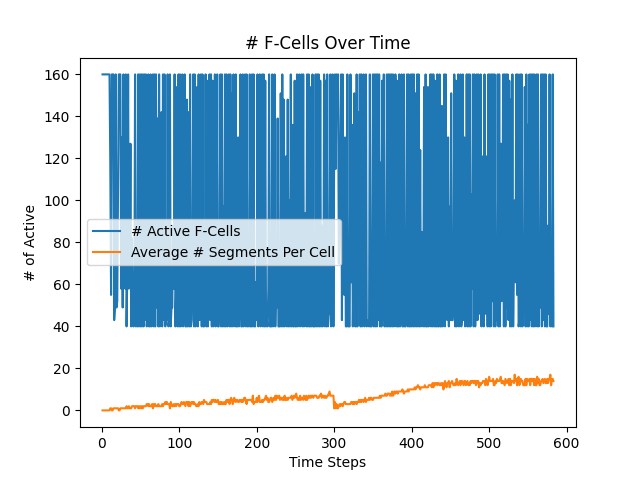 # F-Cells Over Time
# of Active
160
140
120
100
80
60
40
20
0
# Active F-Cells
Average # Segments Per Cell
0 100 200 300 400 500 600
Time Steps